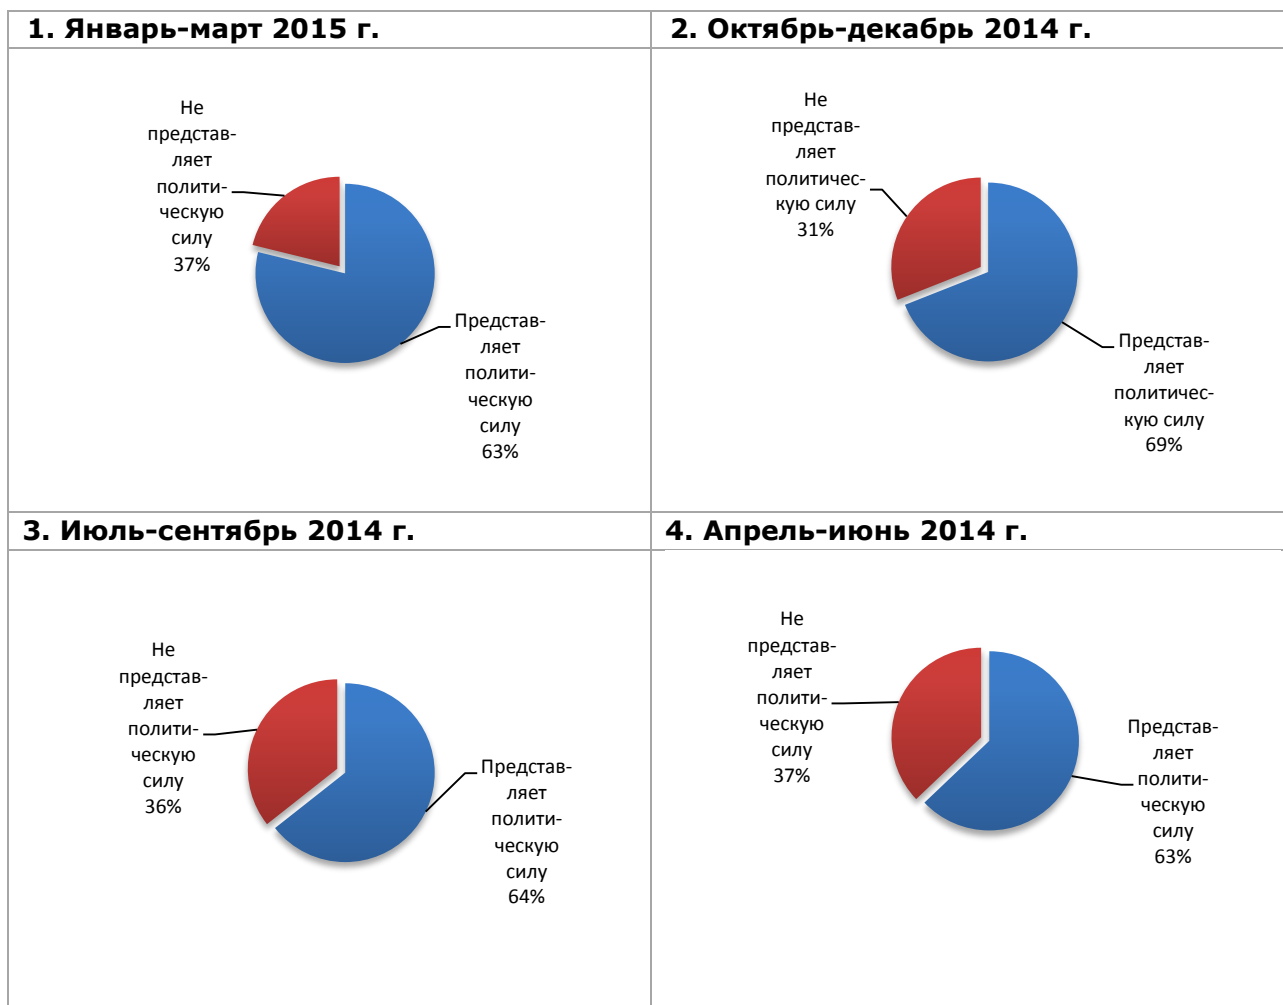 1. Январь-март 2015 г.
Не
представ-
ляет
полити-
ческую
силу
37%
Представ-
ляет
полити-
ческую
силу
63%
2. Октябрь-декабрь 2014 г.
Не
представ-
ляет
политичес-
кую силу
31%
Представ-
ляет
политичес-
кую силу
69%
3. Июль-сентябрь 2014 г.
Не
представ-
ляет
полити-
ческую
силу
36%
Представ-
ляет
полити-
ческую
силу
64%
4. Апрель-июнь 2014 г.
Не
представ-
ляет
полити-
ческую
силу
37%
Представ-
ляет
полити-
ческую
силу
63%